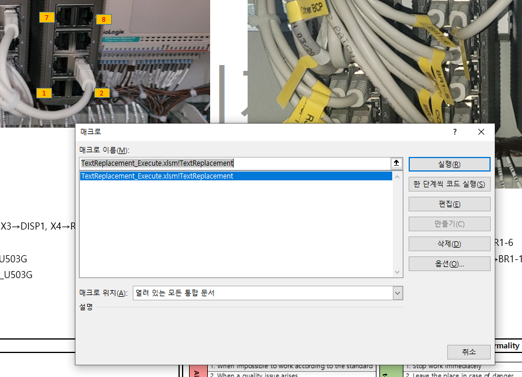 7
8
1
2
매크로
?
매크로 이름(M):
TextReplacement_Execute.xlsm!TextReplacement
TextReplacement_Execute.xlsm!TextReplacement
실행(R)
한 단계씩 코드 실행(S)
편집(E)
만들기(C)
삭제(D)
옵션(O)...
매크로 위치(A):
열려 있는 모든 통합 문서
설명
취소
X3→DISP1, X4→R
U503G
_U503G
BR1-6
BR1-1
rmality
1. When impossible to work according to the standard
2. When a quality issue arises
1. Stop work immediately
2. Leave the place in case of danger